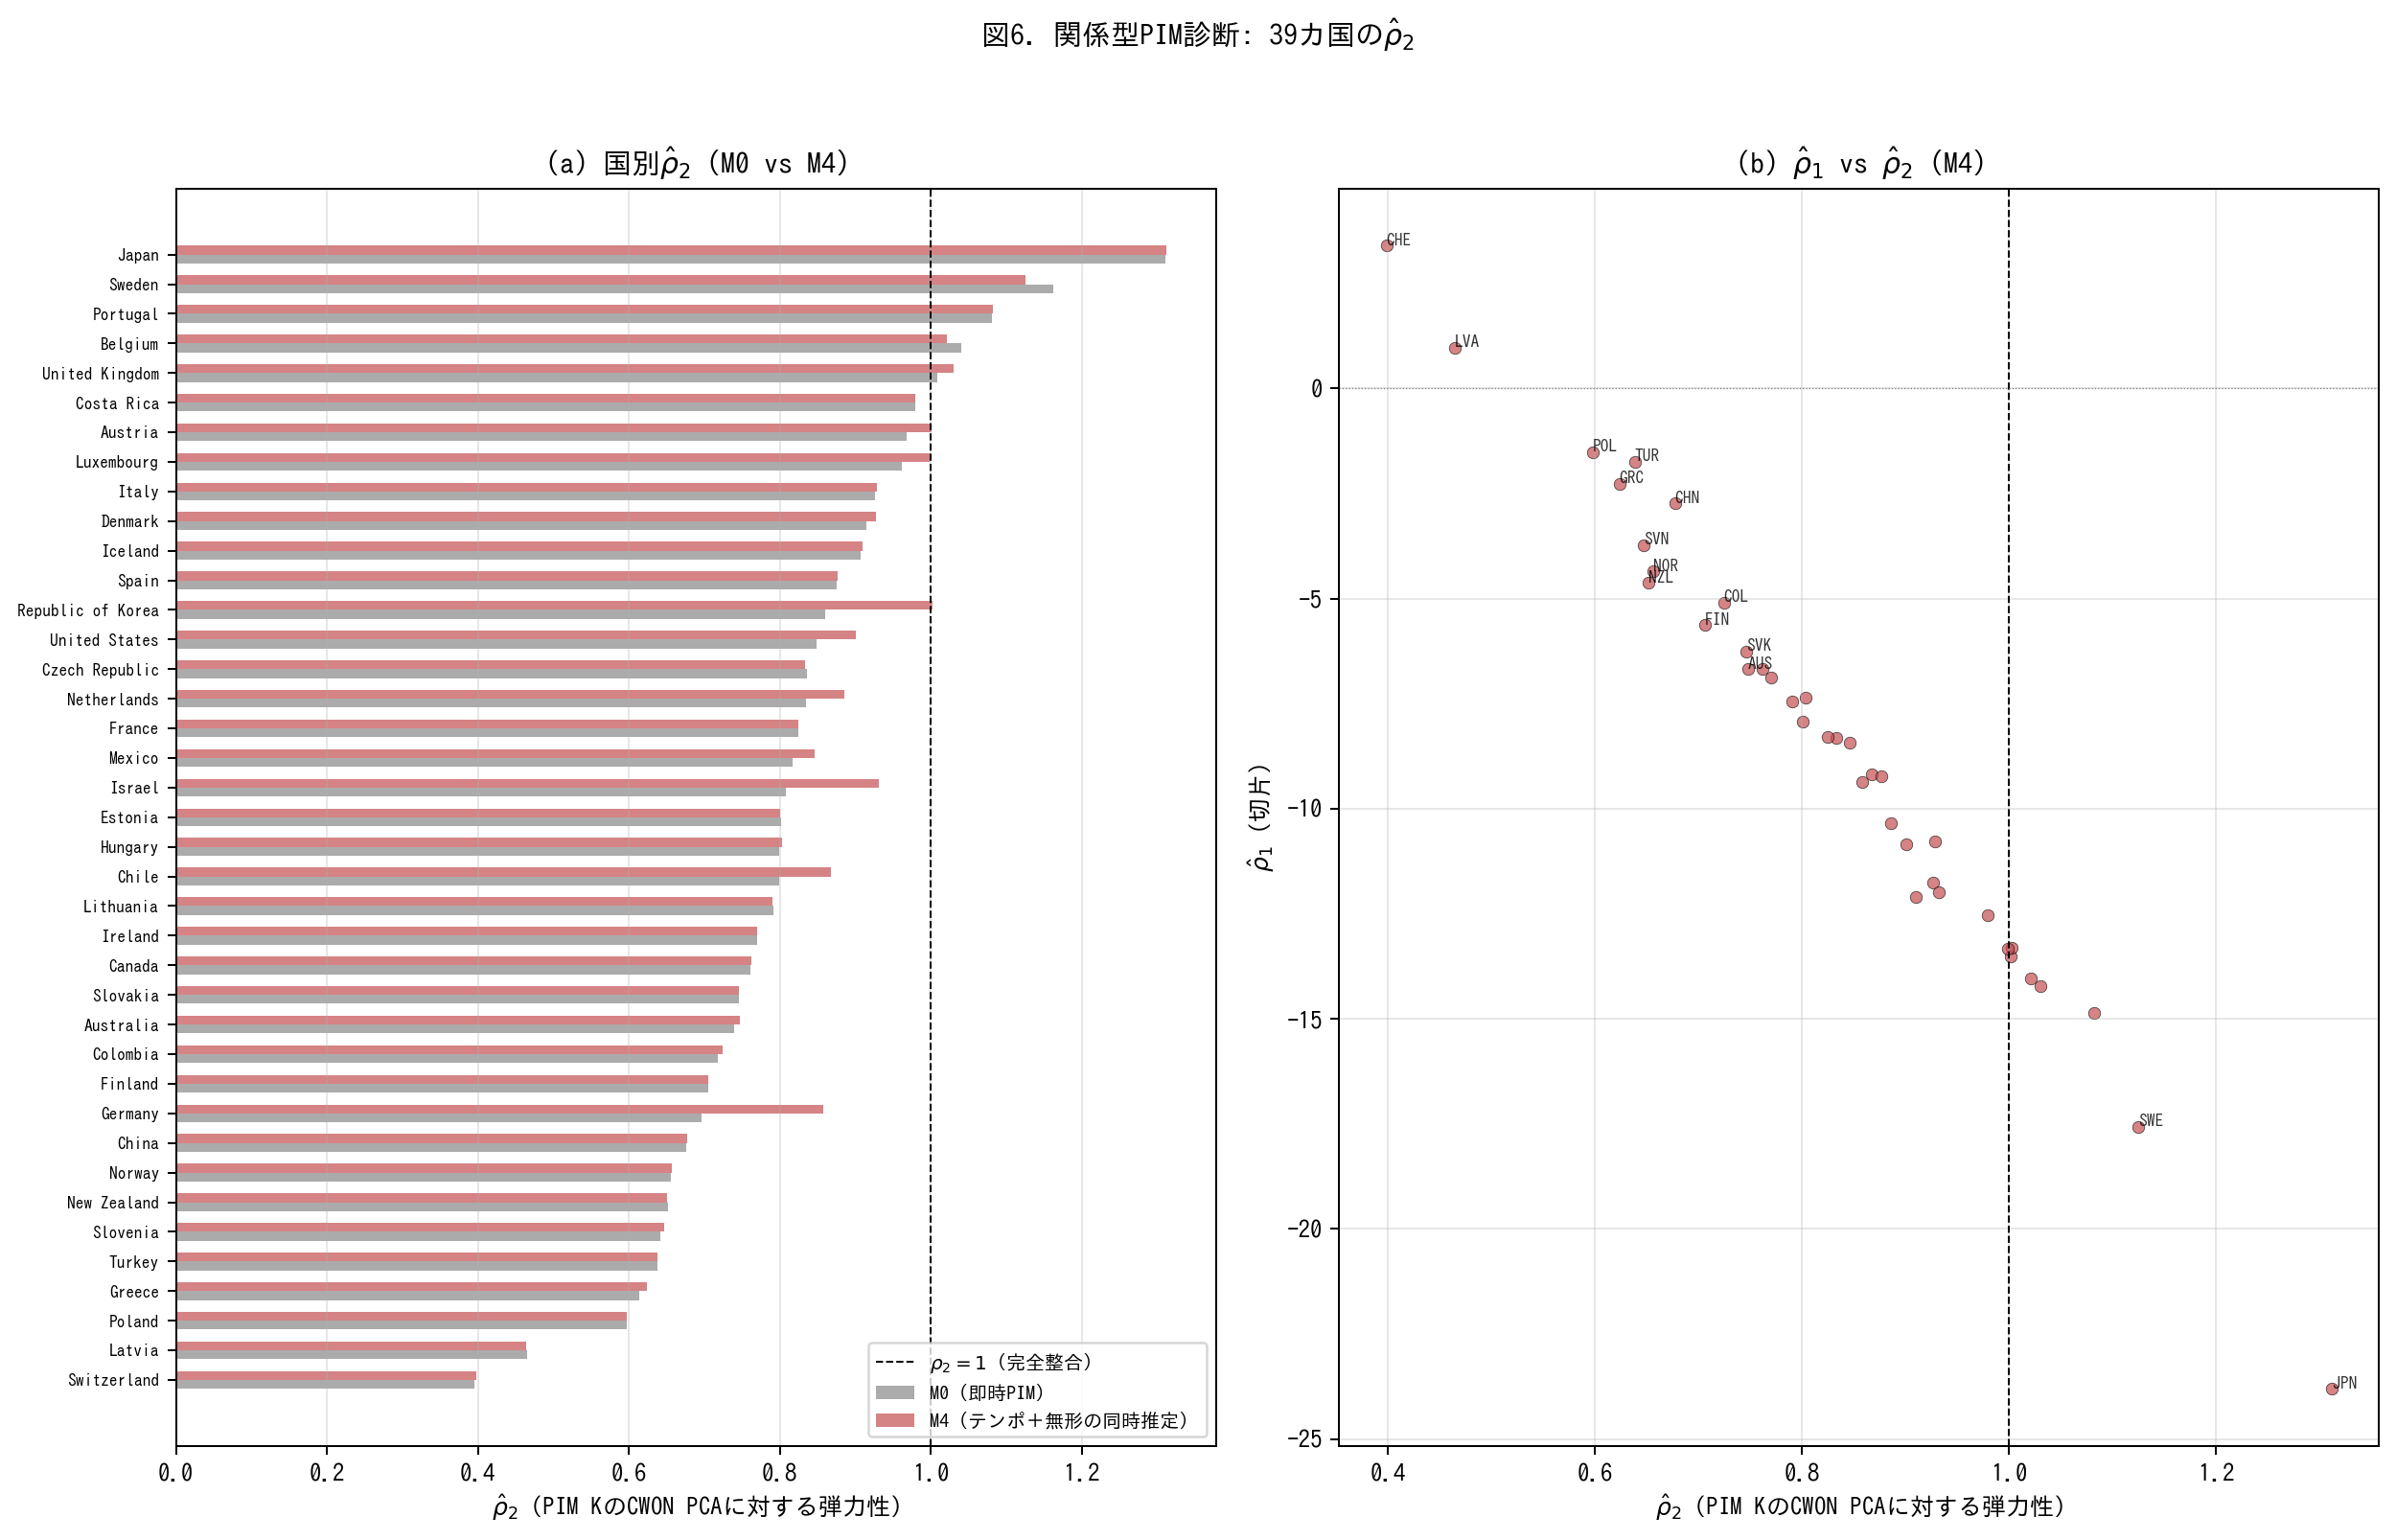 図6. 関係型PIM診断: 39カ国のρ̂₂
(a) 国別ρ̂₂ (M0 vs M4)
Japan
Sweden
Portugal
Belgium
United Kingdom
Costa Rica
Austria
Luxembourg
Italy
Denmark
Iceland
Spain
Republic of Korea
United States
Czech Republic
Netherlands
France
Mexico
Israel
Estonia
Hungary
Chile
Lithuania
Ireland
Canada
Slovakia
Australia
Colombia
Finland
Germany
China
Norway
New Zealand
Slovenia
Turkey
Greece
Poland
Latvia
Switzerland
ρ₂ = 1 (完全整合)
M0 (即時PIM)
M4 (テンポ+無形の同時推定)
0.0 0.2 0.4 0.6 0.8 1.0 1.2
ρ̂₂ (PIM KのCWON PCAに対する弾力性)
(b) ρ̂₁ vs ρ̂₂ (M4)
ρ̂₁ (切片)
0
−5
−10
−15
−20
−25
CHE
LVA
POL
TUR
GRC
CHN
SVN
NOR
NZL
COL
FIN
SVK
AUS
SWE
JPN
0.4 0.6 0.8 1.0 1.2
ρ̂₂ (PIM KのCWON PCAに対する弾力性)